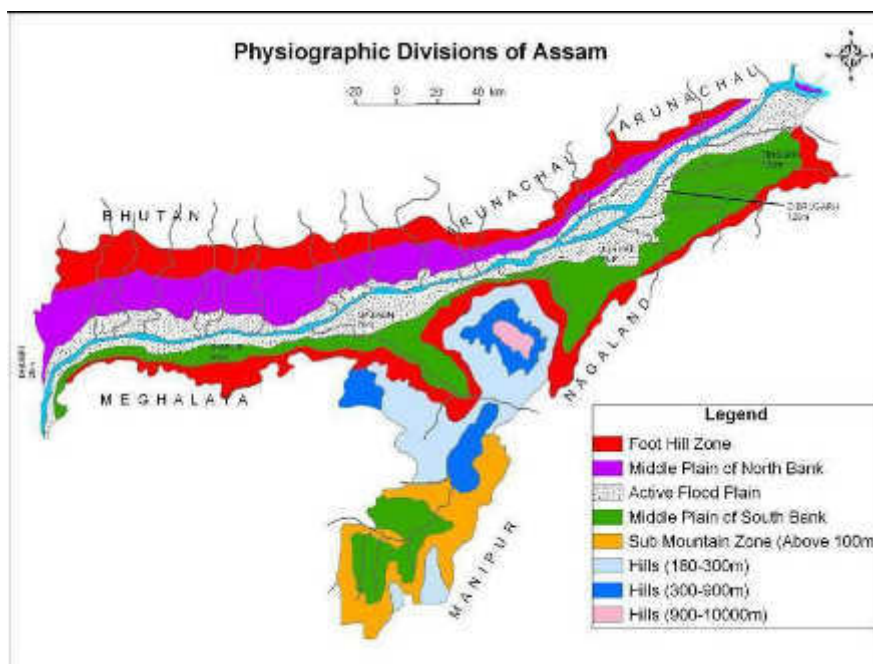 Physiographic Divisions of Assam
-20 0 20 40 km
ARUNACHAU
ARUNACHAU
BHUTAN
DIBRUGARH
NAGALAND
MEGHALAYA
MANIPUR
Legend
Foot Hill Zone
Middle Plain of North Bank
Active Flood Plain
Middle Plain of South Bank
Sub Mountain Zone (Above 100m
Hills (180-300m)
Hills (300-900m)
Hills (900-10000m)